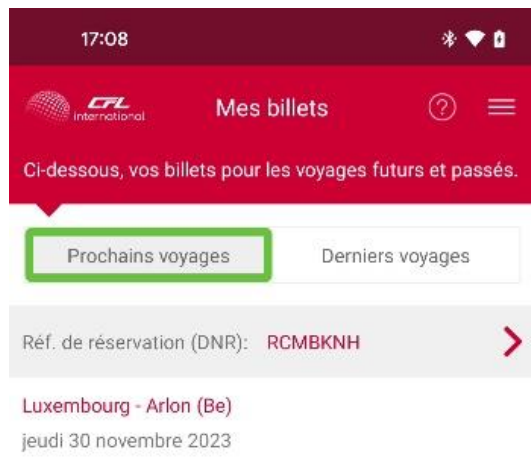 17:08
CFL
international
Mes billets
?
Ci-dessous, vos billets pour les voyages futurs et passés.
Prochains voyages
Derniers voyages
Réf. de réservation (DNR): RCMBKNH
Luxembourg - Arlon (Be)
jeudi 30 novembre 2023